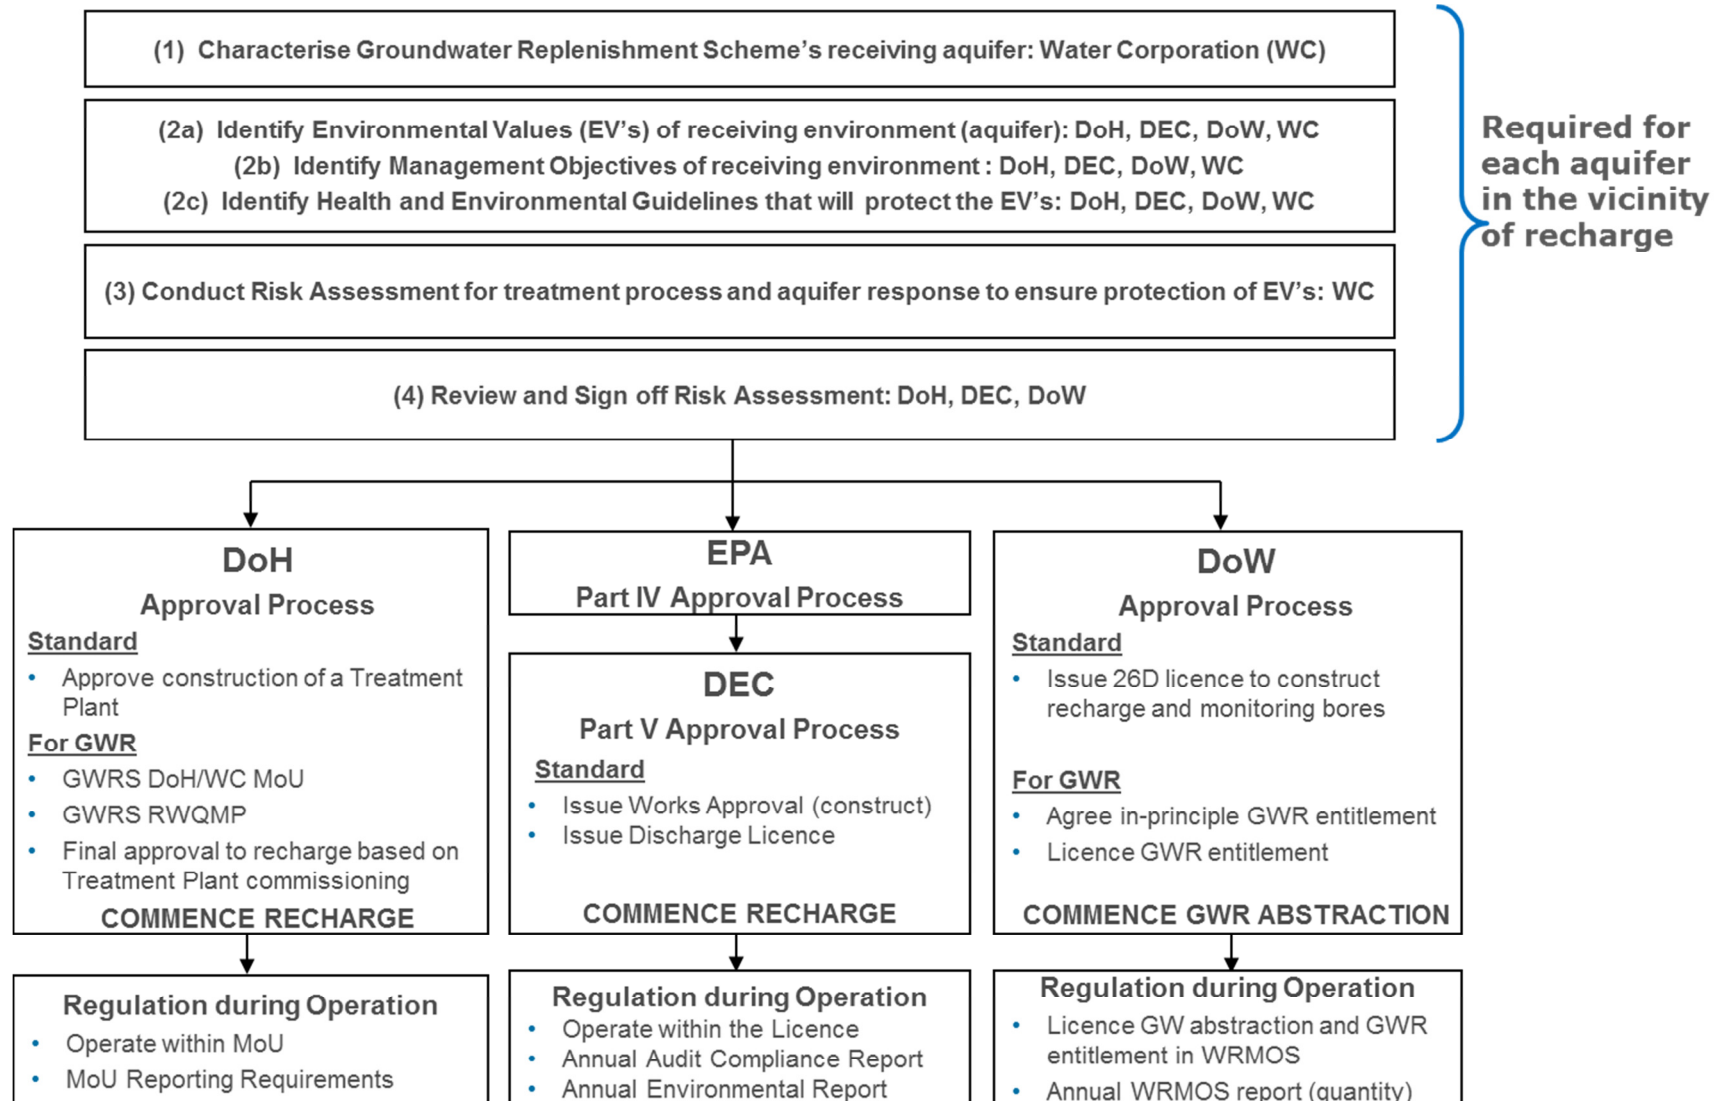 (1) Characterise Groundwater Replenishment Scheme's receiving aquifer: Water Corporation (WC)
(2a) Identify Environmental Values (EV's) of receiving environment (aquifer): DoH, DEC, DoW, WC
(2b) Identify Management Objectives of receiving environment : DoH, DEC, DoW, WC
(2c) Identify Health and Environmental Guidelines that will protect the EV's: DoH, DEC, DoW, WC
(3) Conduct Risk Assessment for treatment process and aquifer response to ensure protection of EV's: WC
(4) Review and Sign off Risk Assessment: DoH, DEC, DoW
Required for
each aquifer
in the vicinity
of recharge
DoH
Approval Process
Standard
• Approve construction of a Treatment
Plant
For GWR
• GWRS DoH/WC MoU
• GWRS RWQMP
• Final approval to recharge based on
Treatment Plant commissioning
COMMENCE RECHARGE
Regulation during Operation
• Operate within MoU
• MoU Reporting Requirements
EPA
Part IV Approval Process
DEC
Part V Approval Process
Standard
• Issue Works Approval (construct)
• Issue Discharge Licence
COMMENCE RECHARGE
Regulation during Operation
• Operate within the Licence
• Annual Audit Compliance Report
• Annual Environmental Report
DoW
Approval Process
Standard
• Issue 26D licence to construct
recharge and monitoring bores
For GWR
• Agree in-principle GWR entitlement
• Licence GWR entitlement
COMMENCE GWR ABSTRACTION
Regulation during Operation
• Licence GW abstraction and GWR
entitlement in WRMOS
• Annual WRMOS report (quantity)